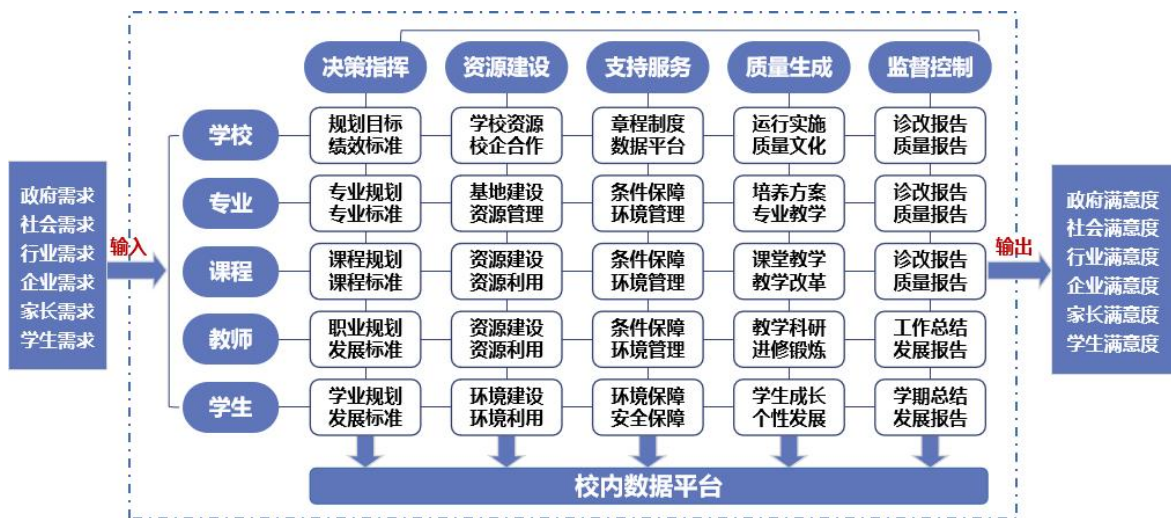 决策指挥 资源建设 支持服务 质量生成 监督控制
学校
规划目标
绩效标准
学校资源
校企合作
章程制度
数据平台
运行实施
质量文化
诊改报告
质量报告
专业
专业规划
专业标准
基地建设
资源管理
条件保障
环境管理
培养方案
专业教学
诊改报告
质量报告
课程
课程规划
课程标准
资源建设
资源利用
条件保障
环境管理
课堂教学
教学改革
诊改报告
质量报告
教师
职业规划
发展标准
资源建设
资源利用
条件保障
环境管理
教学科研
进修锻炼
工作总结
发展报告
学生
学业规划
发展标准
环境建设
环境利用
环境保障
安全保障
学生成长
个性发展
学期总结
发展报告
政府需求
社会需求
行业需求
企业需求
家长需求
学生需求
输入
输出
政府满意度
社会满意度
行业满意度
企业满意度
家长满意度
学生满意度
校内数据平台